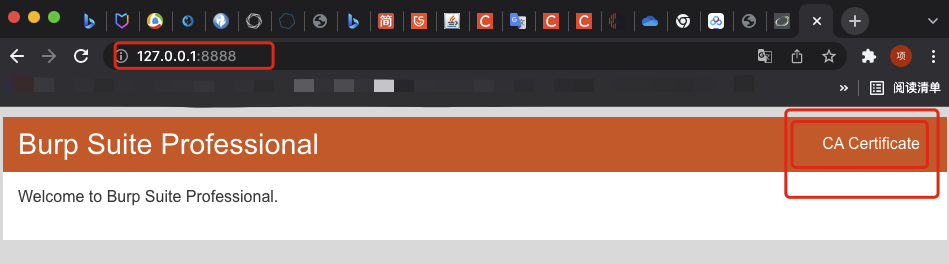 127.0.0.1:8888
项
» 阅读清单
Burp Suite Professional
CA Certificate
Welcome to Burp Suite Professional.